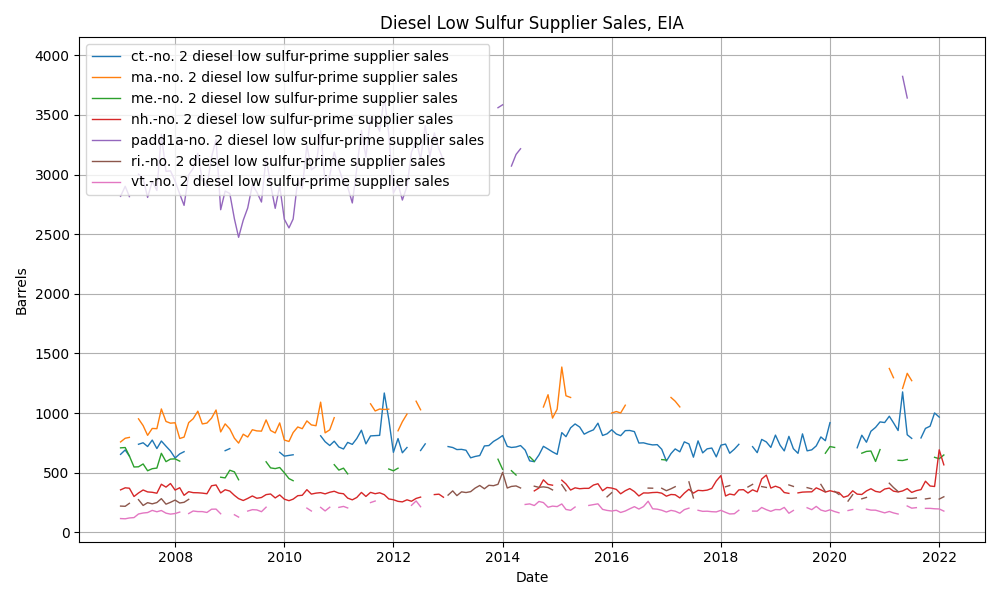 Diesel Low Sulfur Supplier Sales, EIA
ct.-no. 2 diesel low sulfur-prime supplier sales
ma.-no. 2 diesel low sulfur-prime supplier sales
me.-no. 2 diesel low sulfur-prime supplier sales
nh.-no. 2 diesel low sulfur-prime supplier sales
padd1a-no. 2 diesel low sulfur-prime supplier sales
ri.-no. 2 diesel low sulfur-prime supplier sales
vt.-no. 2 diesel low sulfur-prime supplier sales
4000
3500
3000
2500
2000
1500
1000
500
0
Barrels
2008 2010 2012 2014 2016 2018 2020 2022
Date